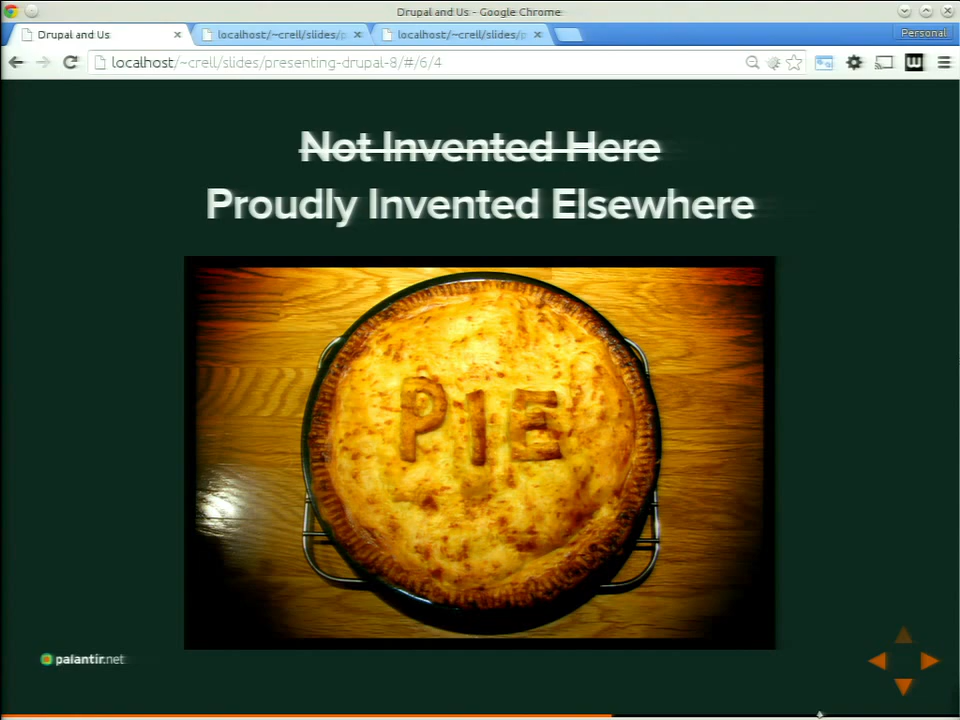 Drupal and Us - Google Chrome
Drupal and Us
localhost/~crell/slides/p
localhost/~crell/slides/p
Personal
localhost/~crell/slides/presenting-drupal-8/#/6/4
W
Not Invented Here
Proudly Invented Elsewhere
PIE
palantir.net